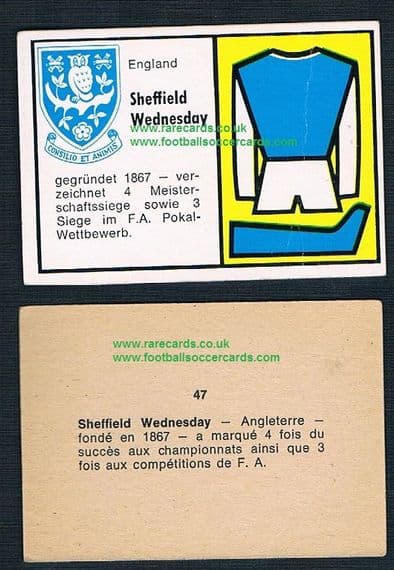 England
Sheffield
Wednesday
www.rarecards.co.uk
www.footballsoccercards.com
CONSILIO ET ANIMIS
gegründet 1867 — ver-
zeichnet 4 Meister-
schaftssiege sowie 3
Siege im F.A. Pokal-
Wettbewerb.
www.rarecards.co.uk
www.footballsoccercards.com
47
Sheffield Wednesday — Angleterre —
fondé en 1867 — a marqué 4 fois du
succès aux championnats ainsi que 3
fois aux compétitions de F. A.